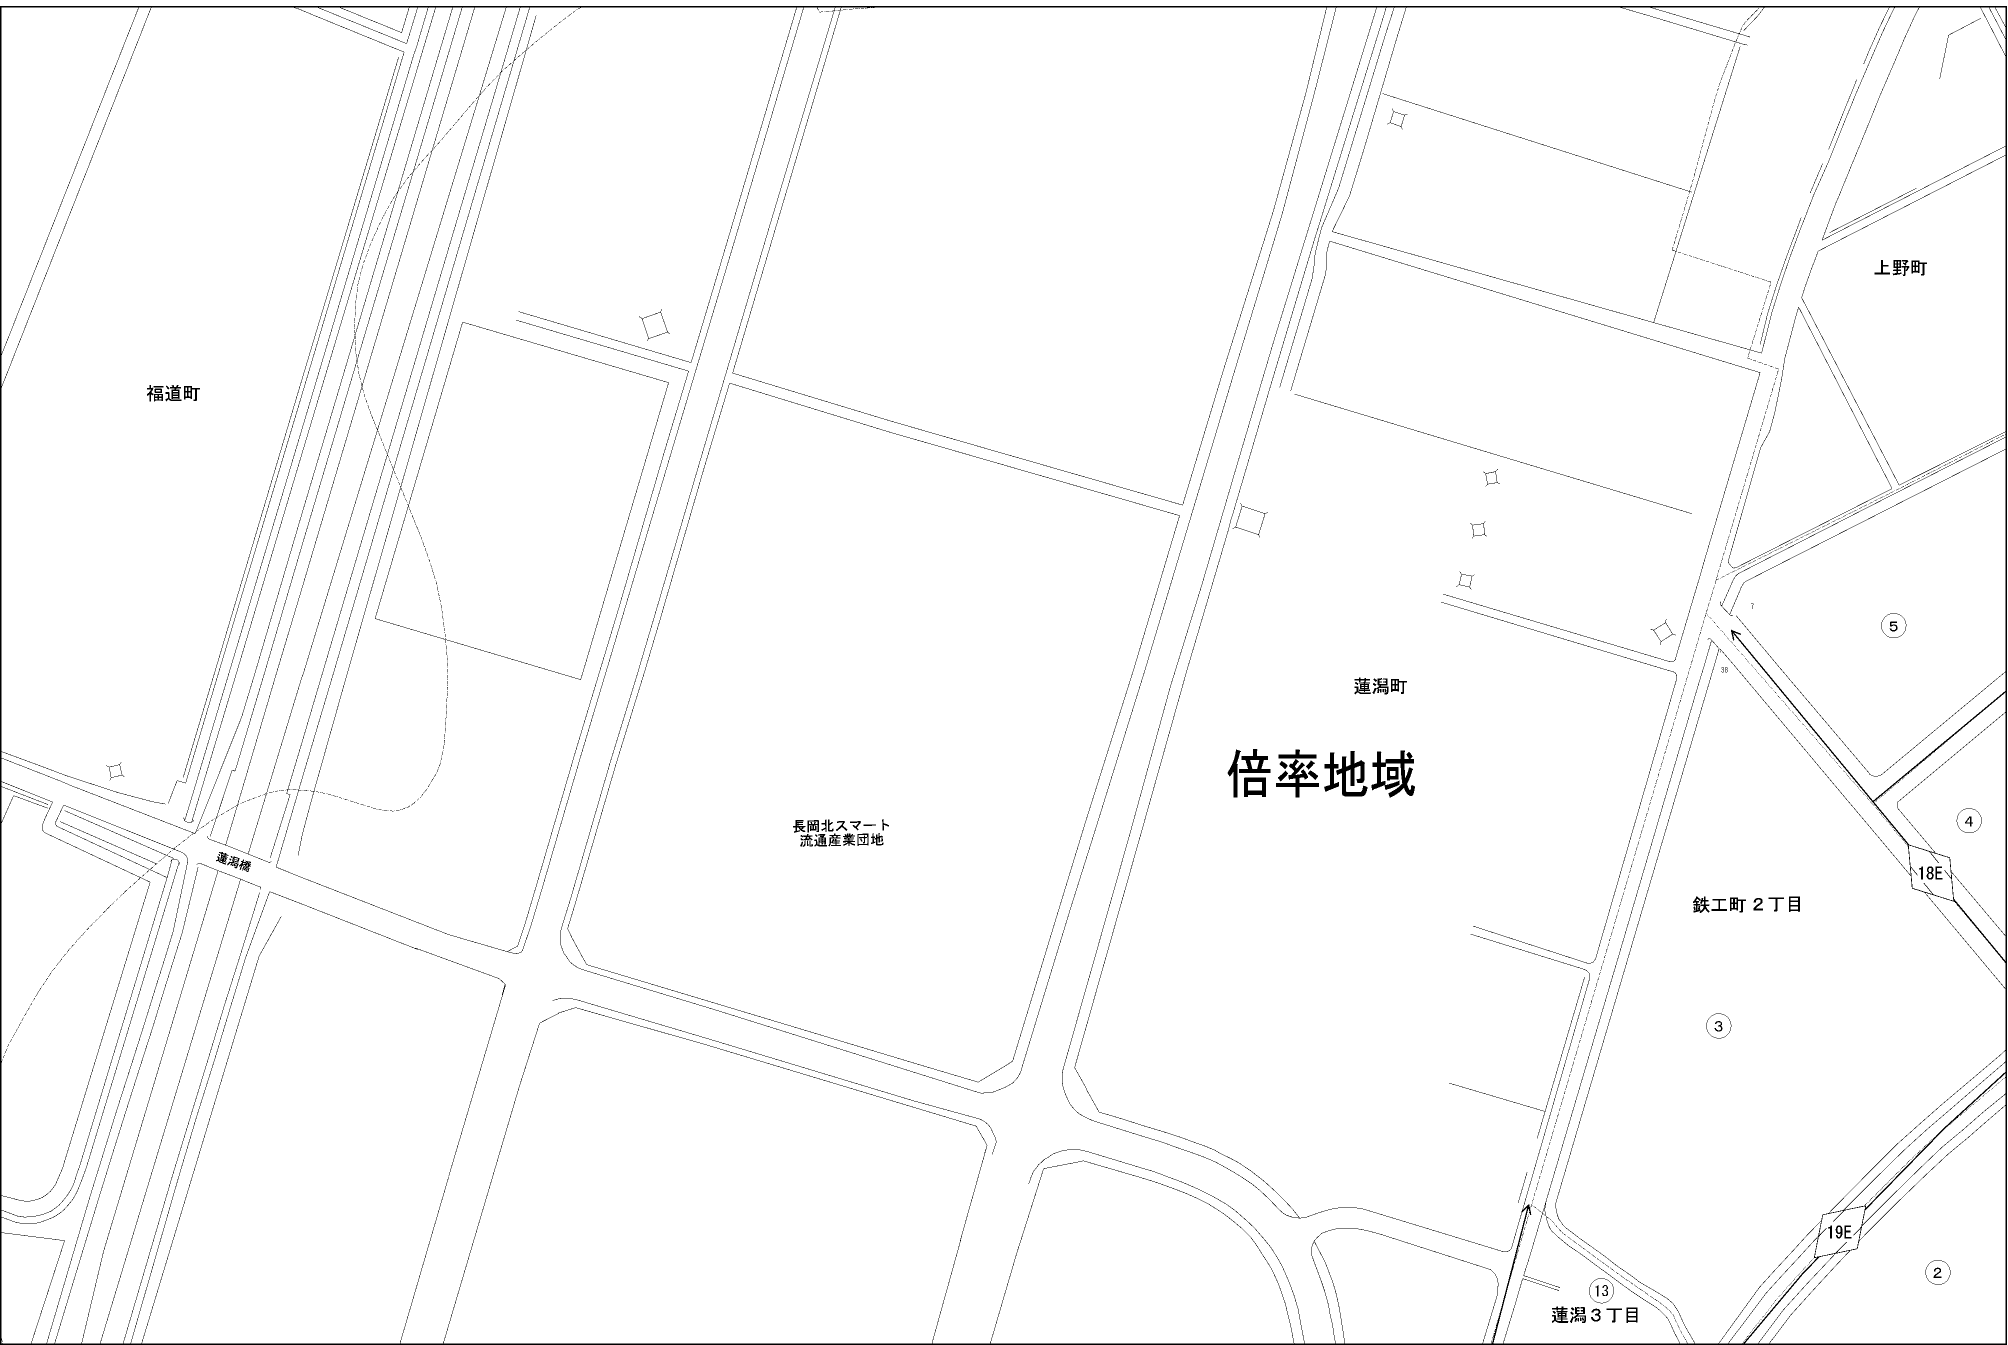 上野町
福道町
7
⑤
38
蓮潟町
倍率地域
④
長岡北スマート
流通産業団地
蓮潟橋
18E
鉄工町２丁目
③
19E
②
⑬
蓮潟３丁目